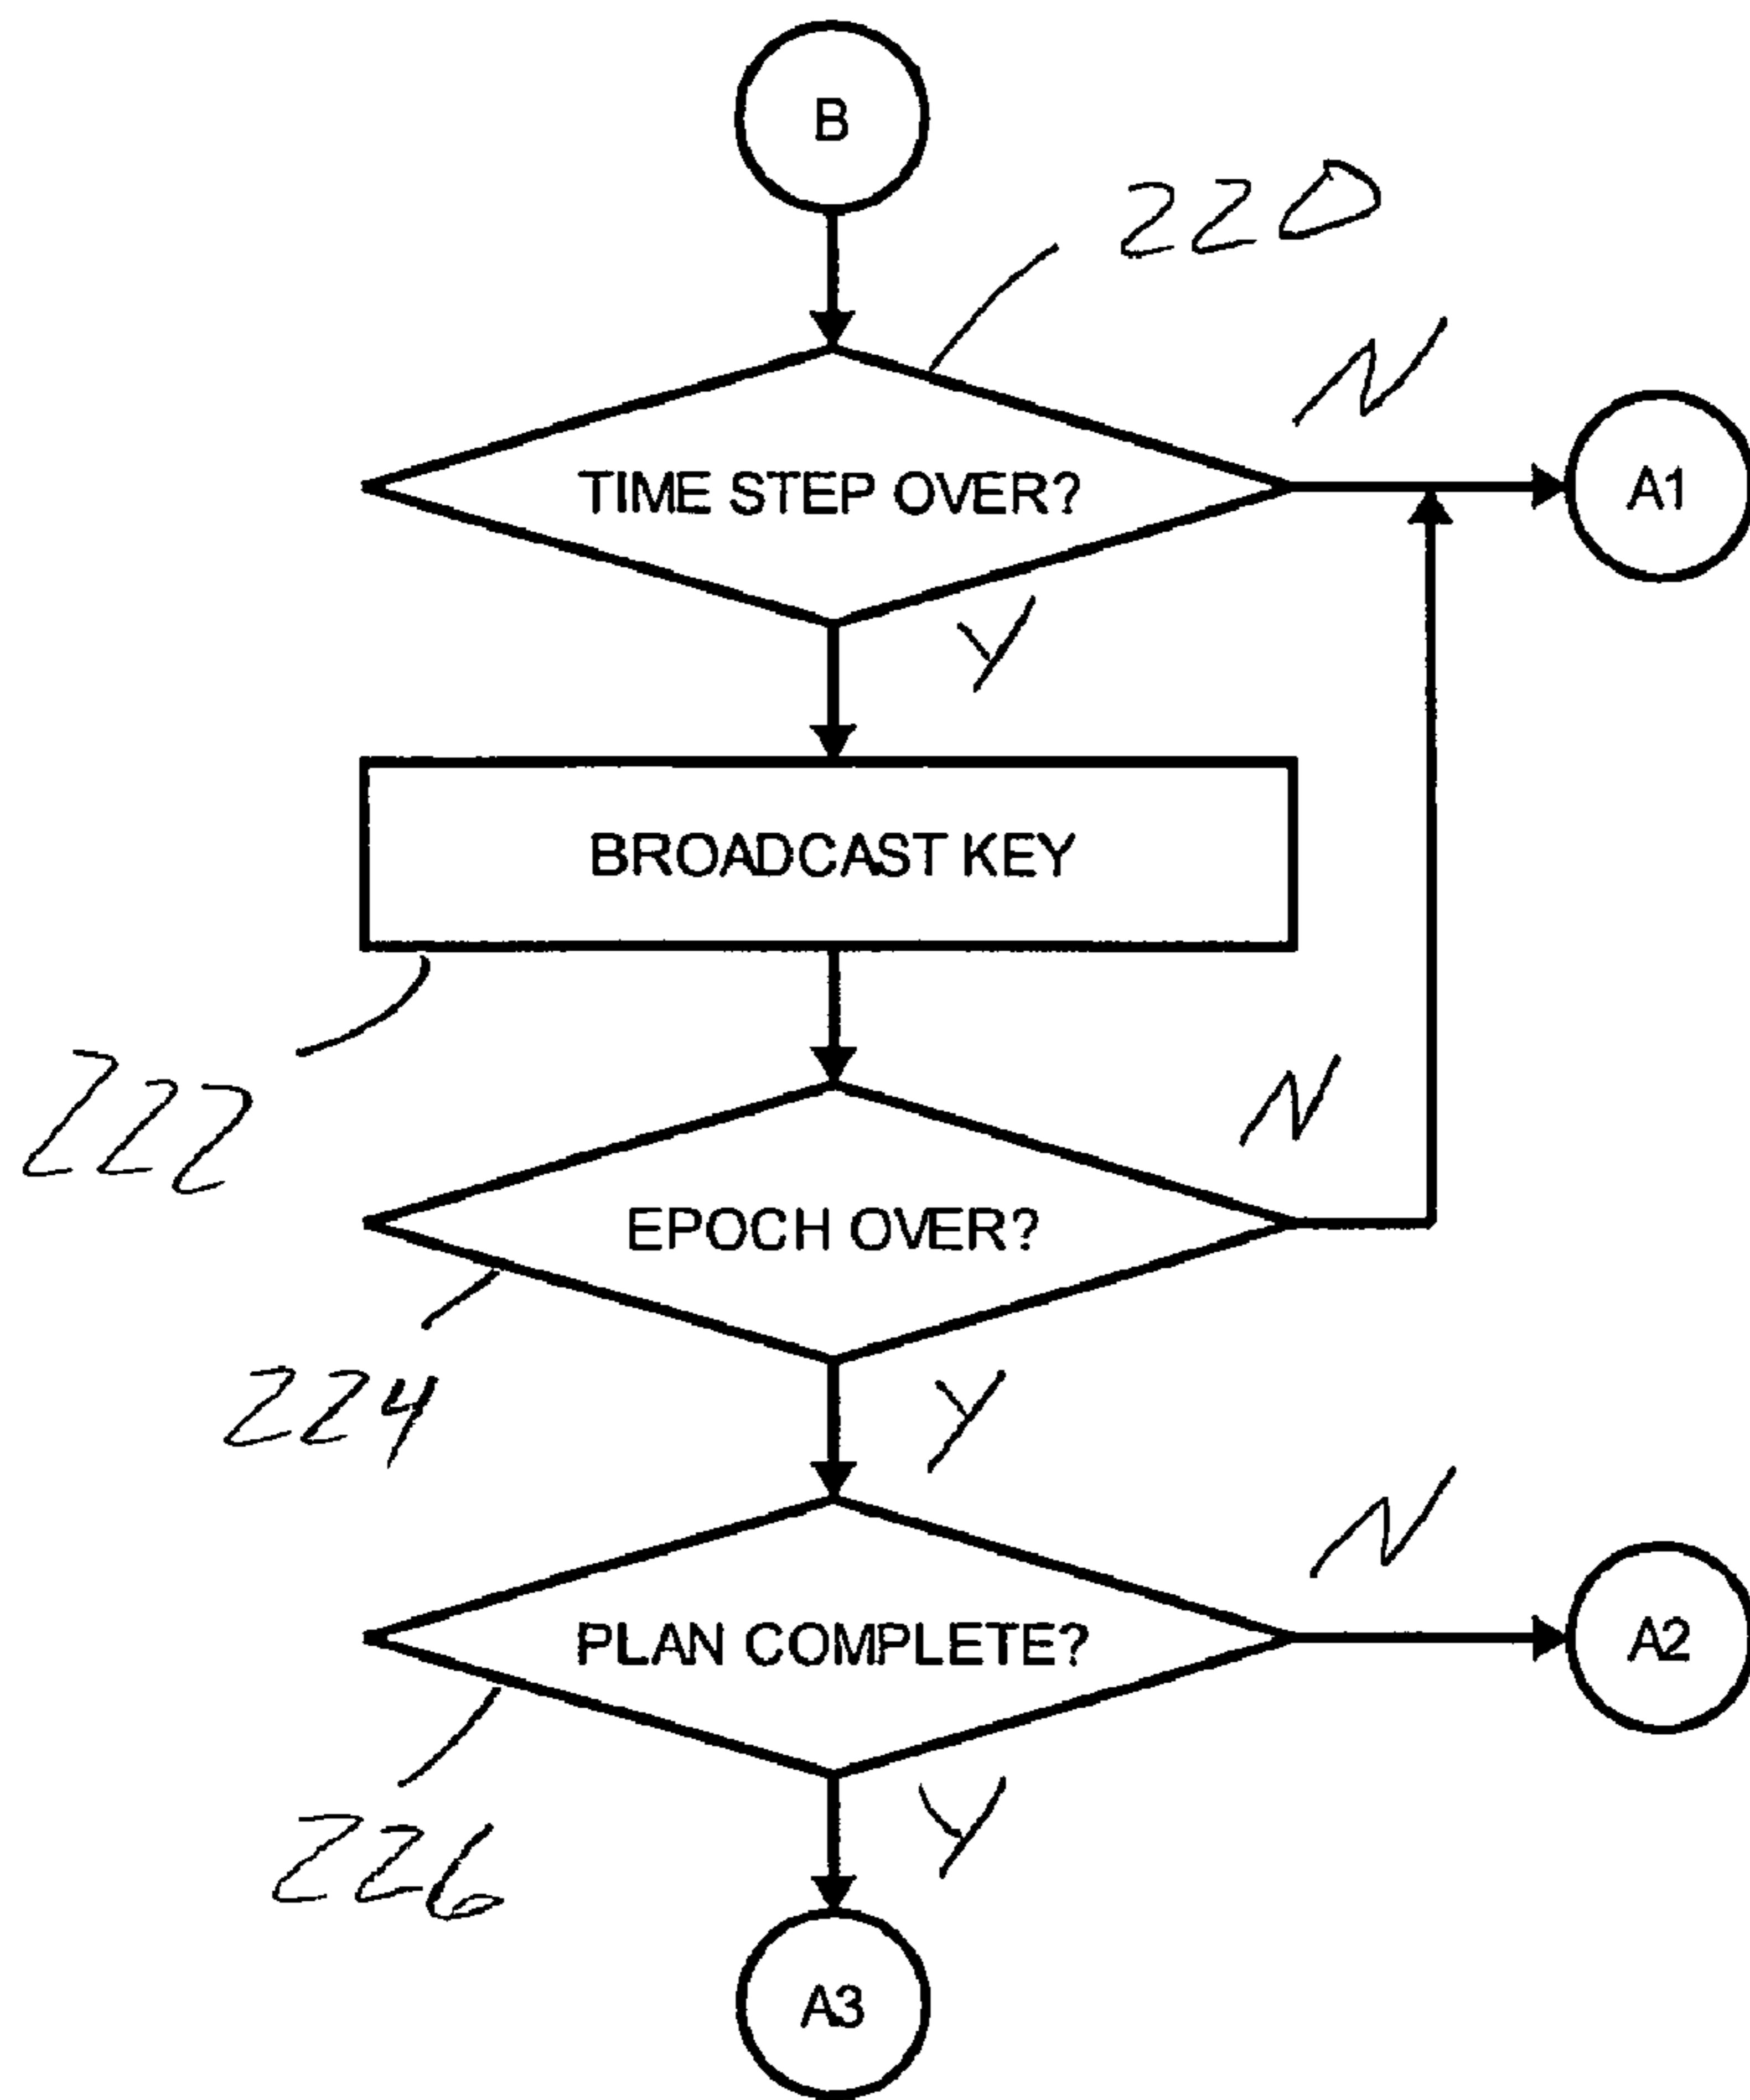 B
220
N
TIME STEP OVER?
A1
Y
BROADCAST KEY
222
N
EPOCH OVER?
224
Y
N
PLAN COMPLETE?
A2
226
Y
A3